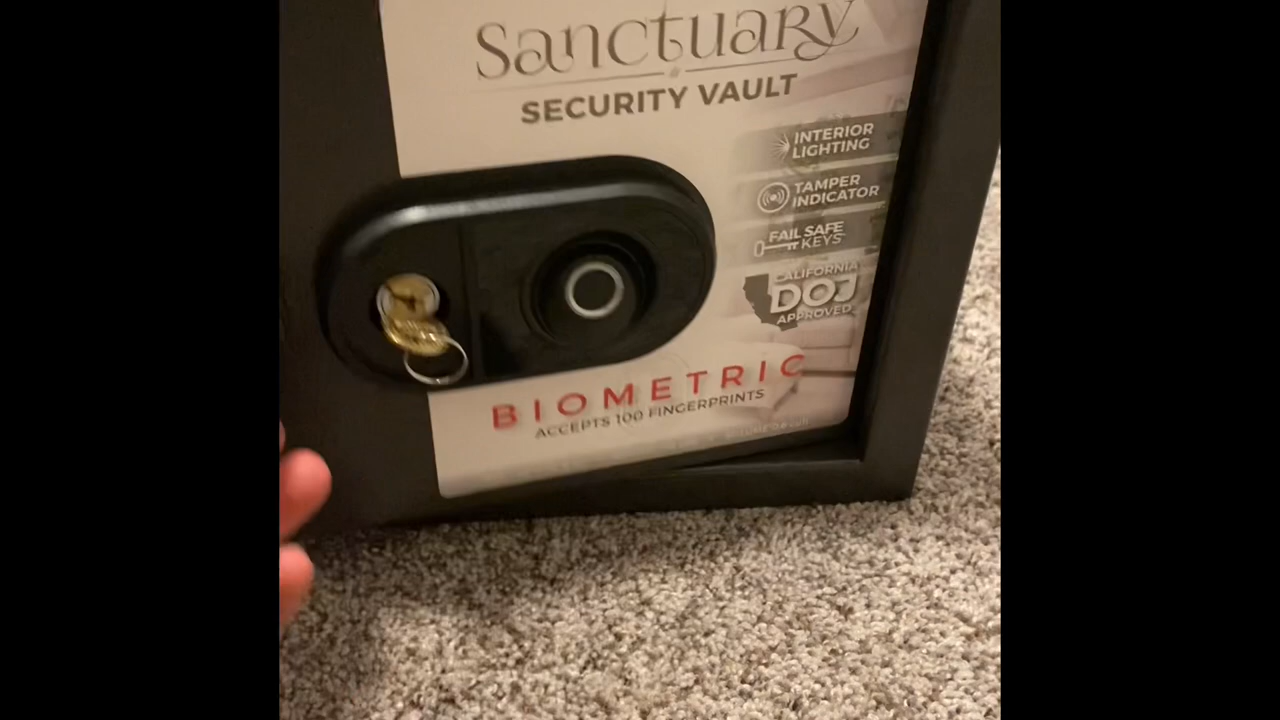 Sanctuary
SECURITY VAULT
INTERIOR
LIGHTING
TAMPER
INDICATOR
FAIL SAFE
KEYS
CALIFORNIA
DOJ
APPROVED
BIOMETRIC
ACCEPTS 100 FINGERPRINTS